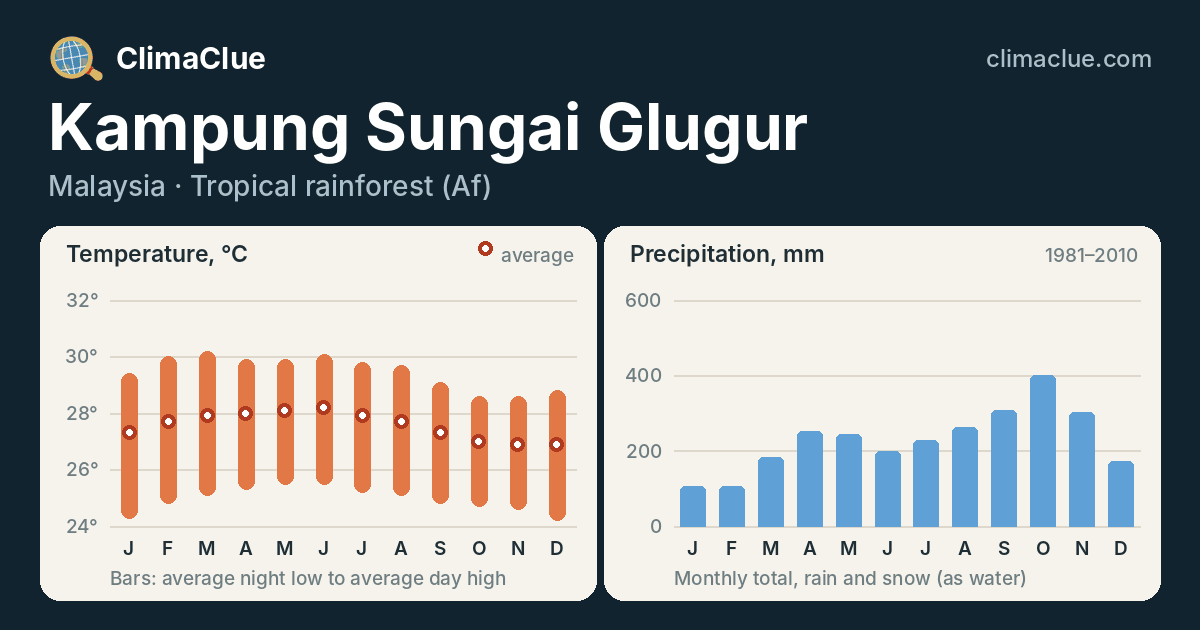 ClimaClue
climaclue.com
Kampung Sungai Glugur
Malaysia · Tropical rainforest (Af)
Temperature, °C
average
32°
30°
28°
26°
24°
J F M A M J J A S O N D
Bars: average night low to average day high
Precipitation, mm
1981–2010
600
400
200
0
J F M A M J J A S O N D
Monthly total, rain and snow (as water)